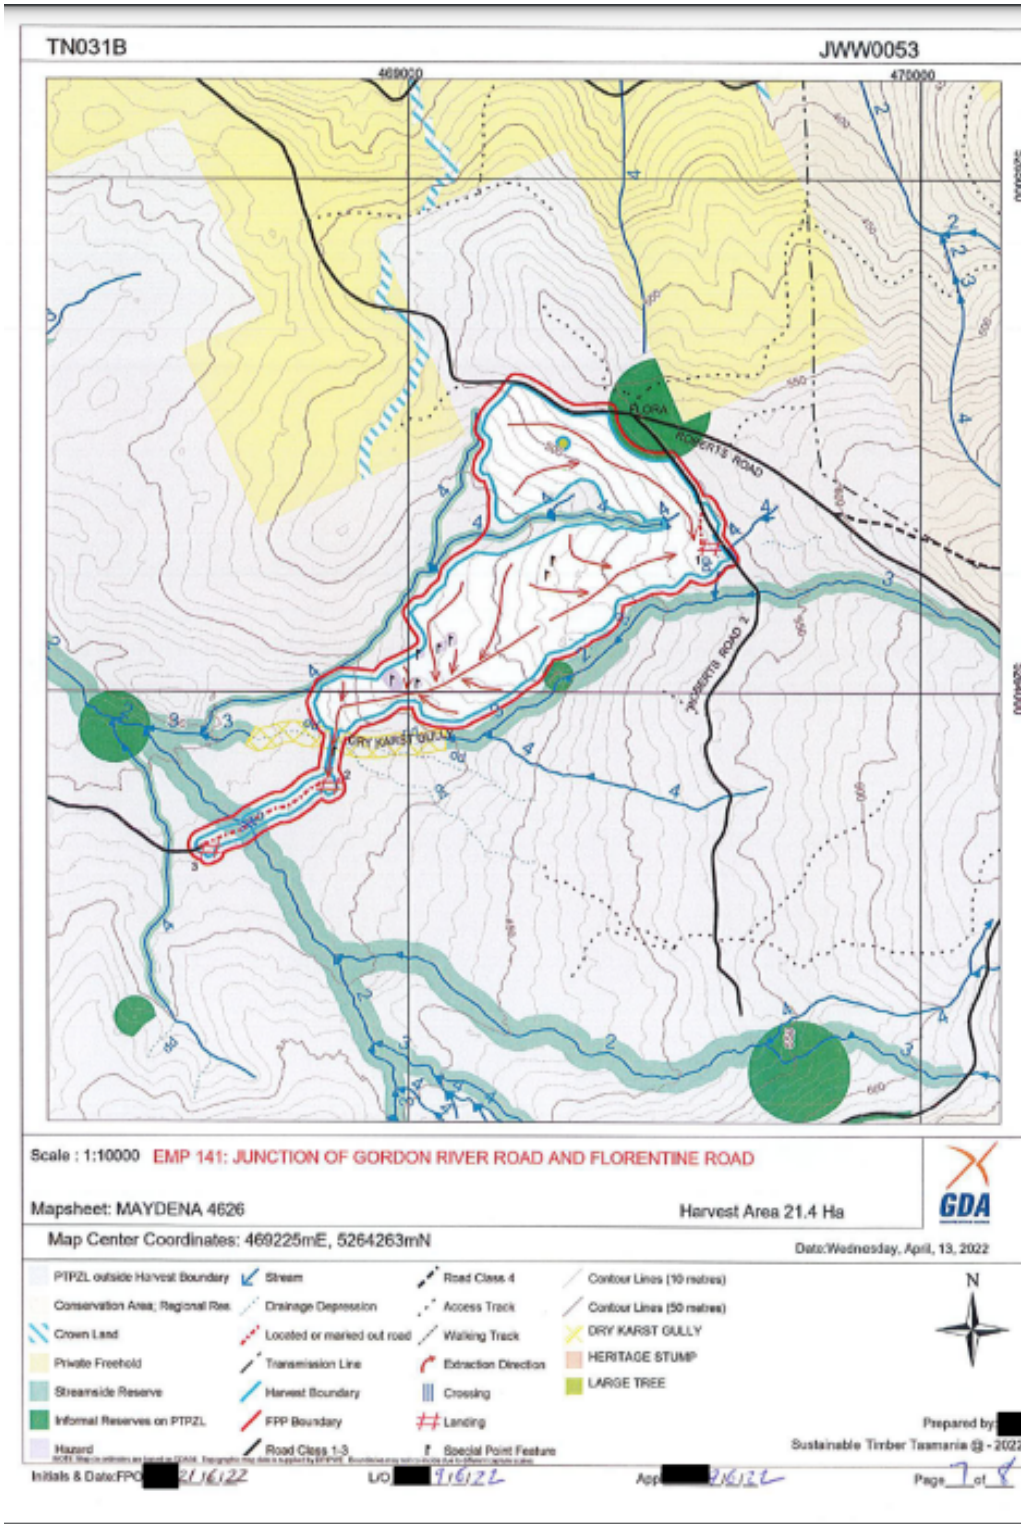 TN031B
JWW0053
469000
470000
FLORA
ROBERTS ROAD
ROBERTS ROAD 2
DRY KARST GULLY
Scale : 1:10000 EMP 141: JUNCTION OF GORDON RIVER ROAD AND FLORENTINE ROAD
Mapsheet: MAYDENA 4626
Harvest Area 21.4 Ha
GDA
Map Center Coordinates: 469225mE, 5264263mN
Date:Wednesday, April, 13, 2022
PTPZL outside Harvest Boundary
Conservation Area; Regional Res.
Crown Land
Private Freehold
Streamside Reserve
Informal Reserves on PTPZL
Hazard
Stream
Drainage Depression
Located or marked out road
Transmission Line
Harvest Boundary
FPP Boundary
Road Class 1-3
Road Class 4
Access Track
Walking Track
Extraction Direction
Crossing
Landing
Special Point Feature
Contour Lines (10 metres)
Contour Lines (50 metres)
DRY KARST GULLY
HERITAGE STUMP
LARGE TREE
N
Prepared by:
Sustainable Timber Tasmania @ - 2022
Initials & Date:FPO 2/6/22 L/O 9/6/22 App 9/6/22 Page 7 of 8